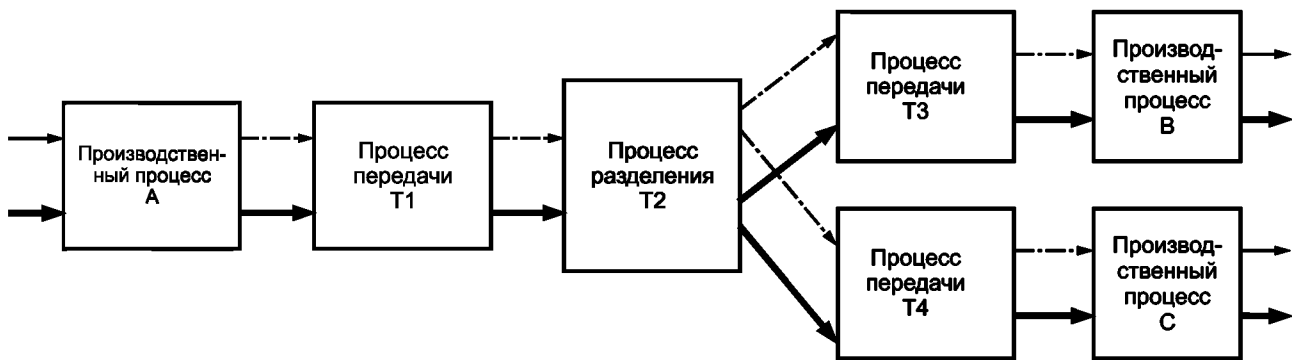 Производствен-
ный процесс
А
Процесс
передачи
Т1
Процесс
разделения
Т2
Процесс
передачи
Т3
Производ-
ственный
процесс
В
Процесс
передачи
Т4
Производ-
ственный
процесс
С